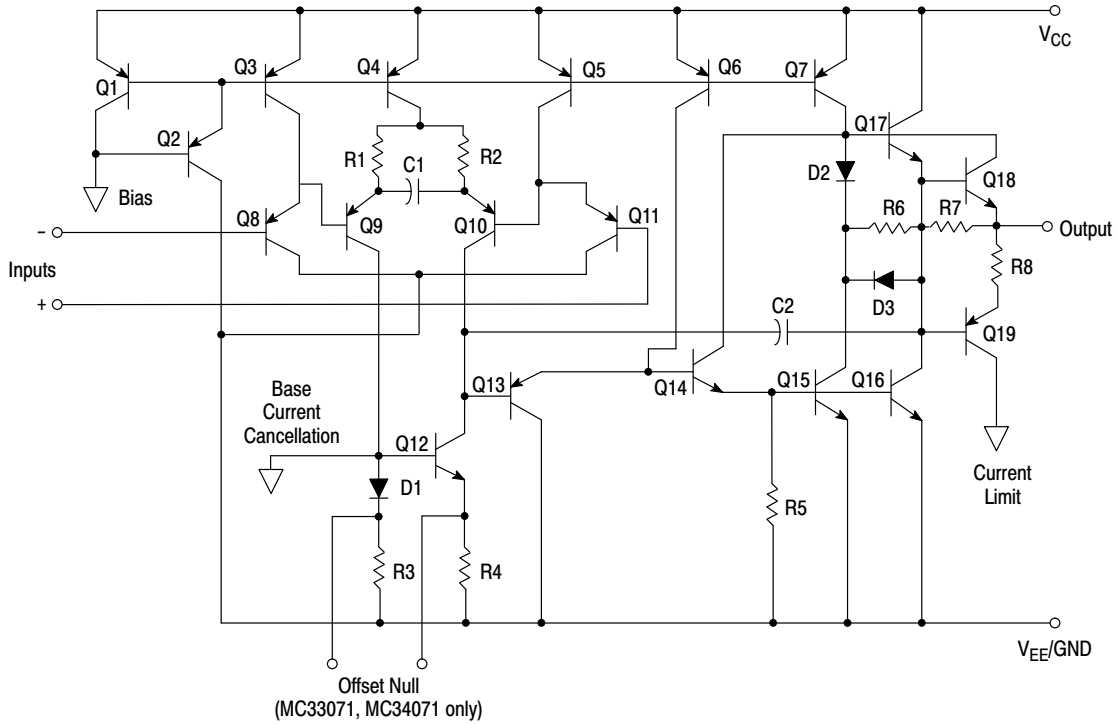 V_CC
Q1
Q3
Q4
Q5
Q6
Q7
Q2
Q17
R1
C1
R2
D2
Q18
Bias
Q8
Q9
Q10
Q11
R6
R7
Output
−
Inputs
+
R8
D3
C2
Q19
Q13
Q14
Q15
Q16
Base
Current
Cancellation
Q12
D1
Current
Limit
R5
R3
R4
V_EE/GND
Offset Null
(MC33071, MC34071 only)